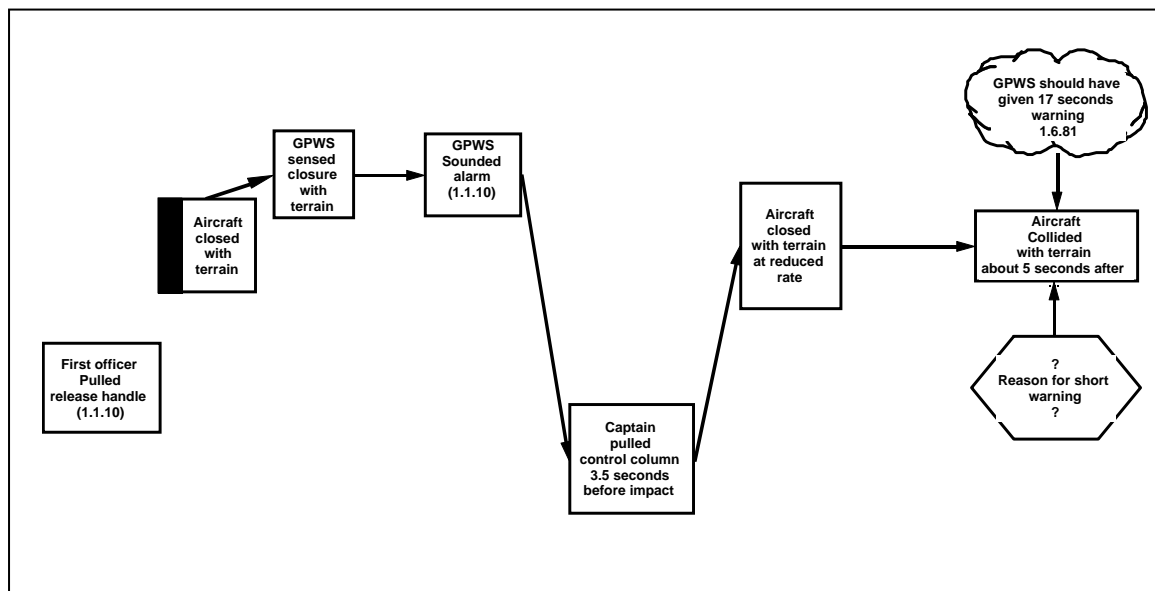 GPWS should have
given 17 seconds
warning
1.6.81
GPWS
sensed
closure
with
terrain
GPWS
Sounded
alarm
(1.1.10)
Aircraft
closed
with
terrain
Aircraft
closed
with terrain
at reduced
rate
Aircraft
Collided
with terrain
about 5 seconds after
First officer
Pulled
release handle
(1.1.10)
?
Reason for short
warning
?
Captain
pulled
control column
3.5 seconds
before impact